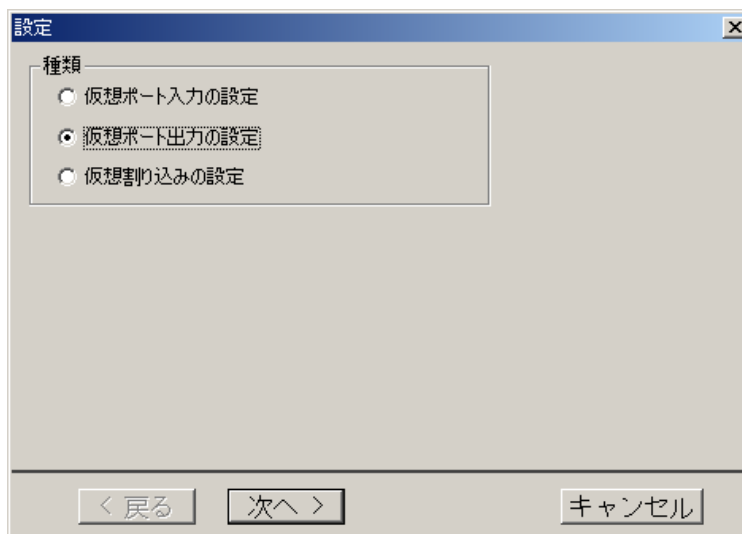 設定
種類
仮想ポート入力の設定
仮想ポート出力の設定
仮想割り込みの設定
< 戻る 次へ > キャンセル